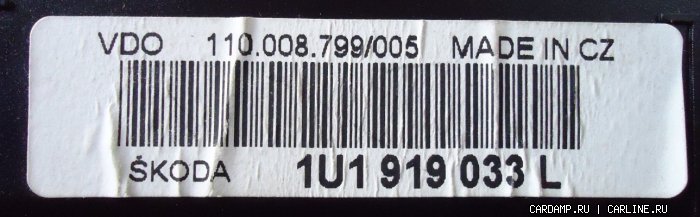 VDO 110.008.799/005 MADE IN CZ
ŠKODA 1U1 919 033 L
CARDAMP.RU | CARLINE.RU